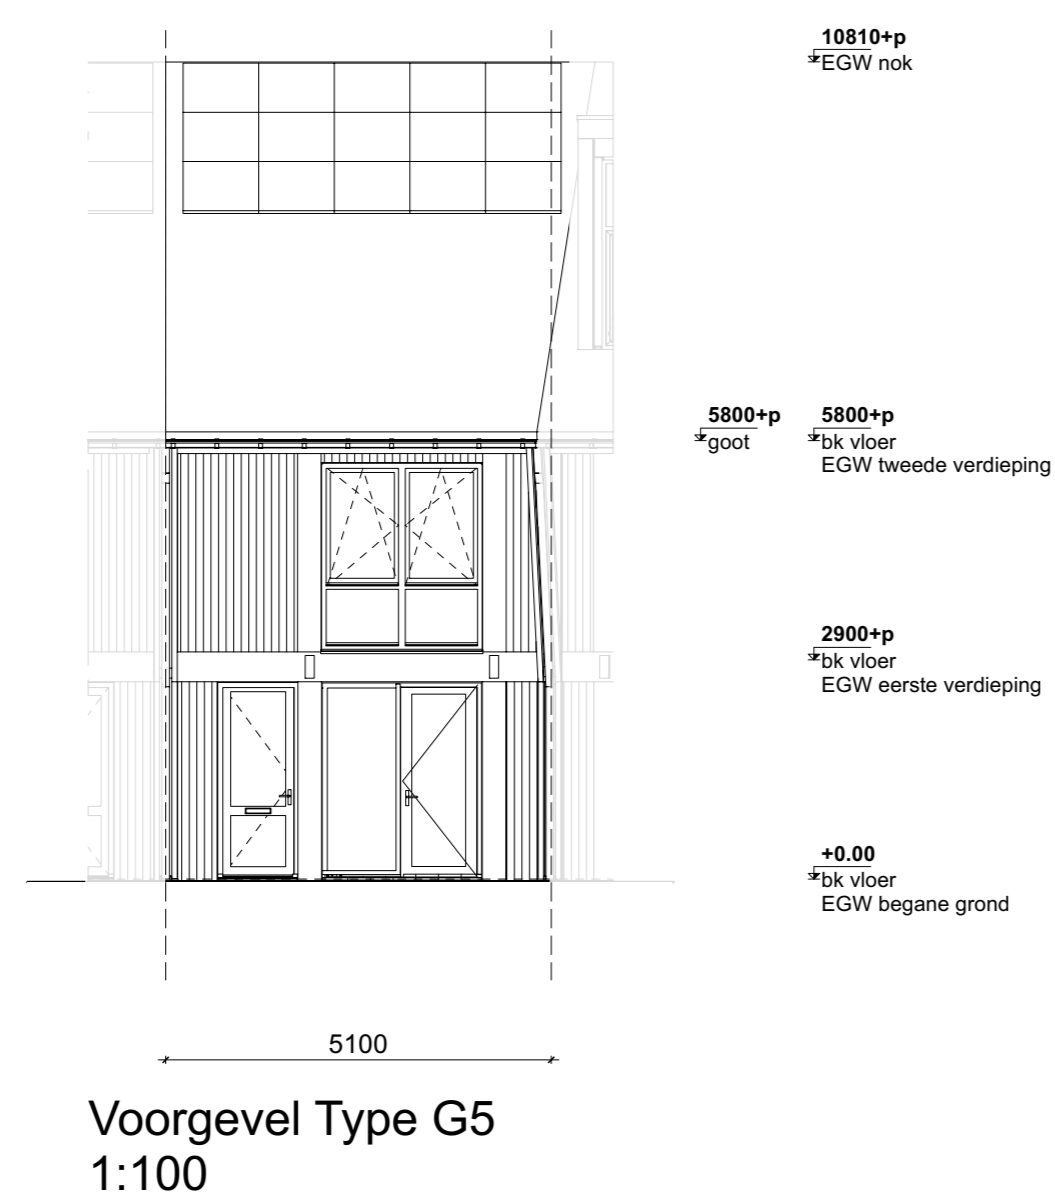 10810+p
EGW nok
5800+p
goot
5800+p
bk vloer
EGW tweede verdieping
2900+p
bk vloer
EGW eerste verdieping
+0.00
bk vloer
EGW begane grond
5100
Voorgevel Type G5
1:100